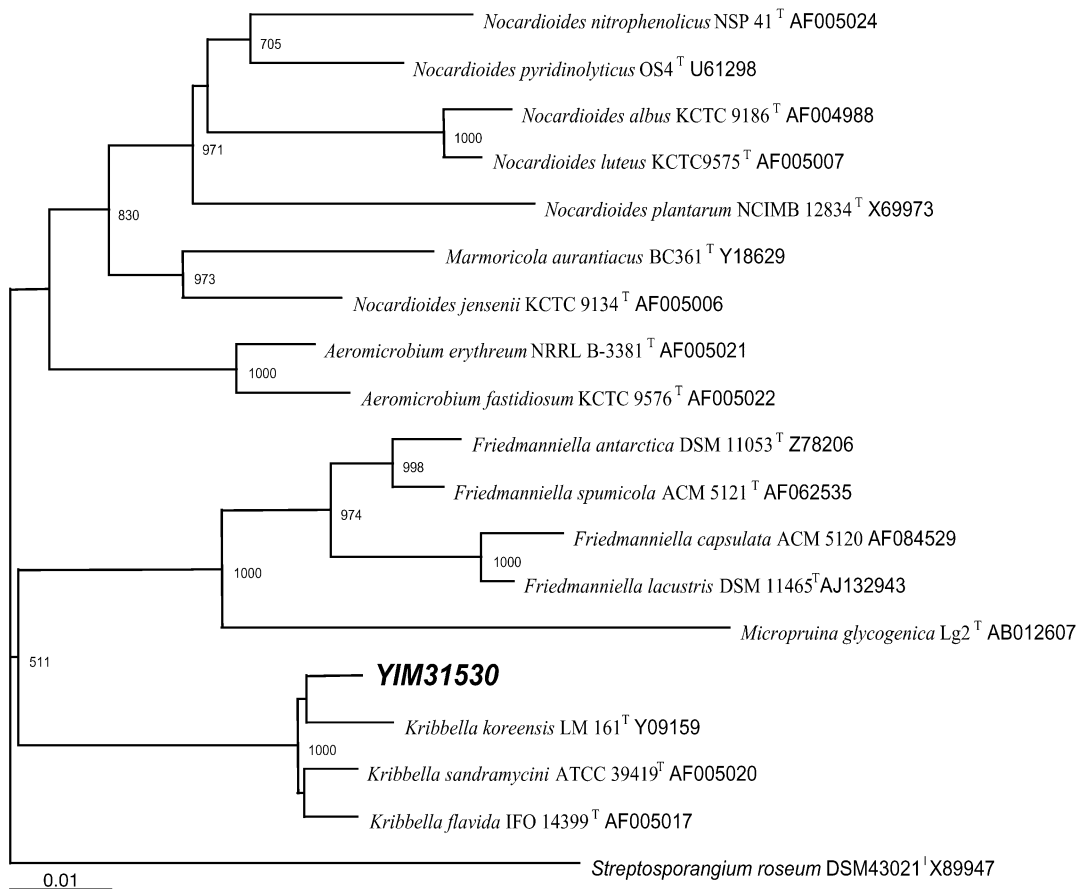 Nocardioides nitrophenolicus NSP 41 T AF005024
705
Nocardioides pyridinolyticus OS4 T U61298
Nocardioides albus KCTC 9186 T AF004988
1000
971
Nocardioides luteus KCTC9575 T AF005007
Nocardioides plantarum NCIMB 12834 T X69973
830
Marmoricola aurantiacus BC361 T Y18629
973
Nocardioides jensenii KCTC 9134 T AF005006
Aeromicrobium erythreum NRRL B-3381 T AF005021
1000
Aeromicrobium fastidiosum KCTC 9576 T AF005022
Friedmanniella antarctica DSM 11053 T Z78206
998
Friedmanniella spumicola ACM 5121 T AF062535
974
Friedmanniella capsulata ACM 5120 AF084529
1000
1000
Friedmanniella lacustris DSM 11465 T AJ132943
Micropruina glycogenica Lg2 T AB012607
511
YIM31530
Kribbella koreensis LM 161 T Y09159
1000
Kribbella sandramycini ATCC 39419 T AF005020
Kribbella flavida IFO 14399 T AF005017
Streptosporangium roseum DSM43021 X89947
0.01